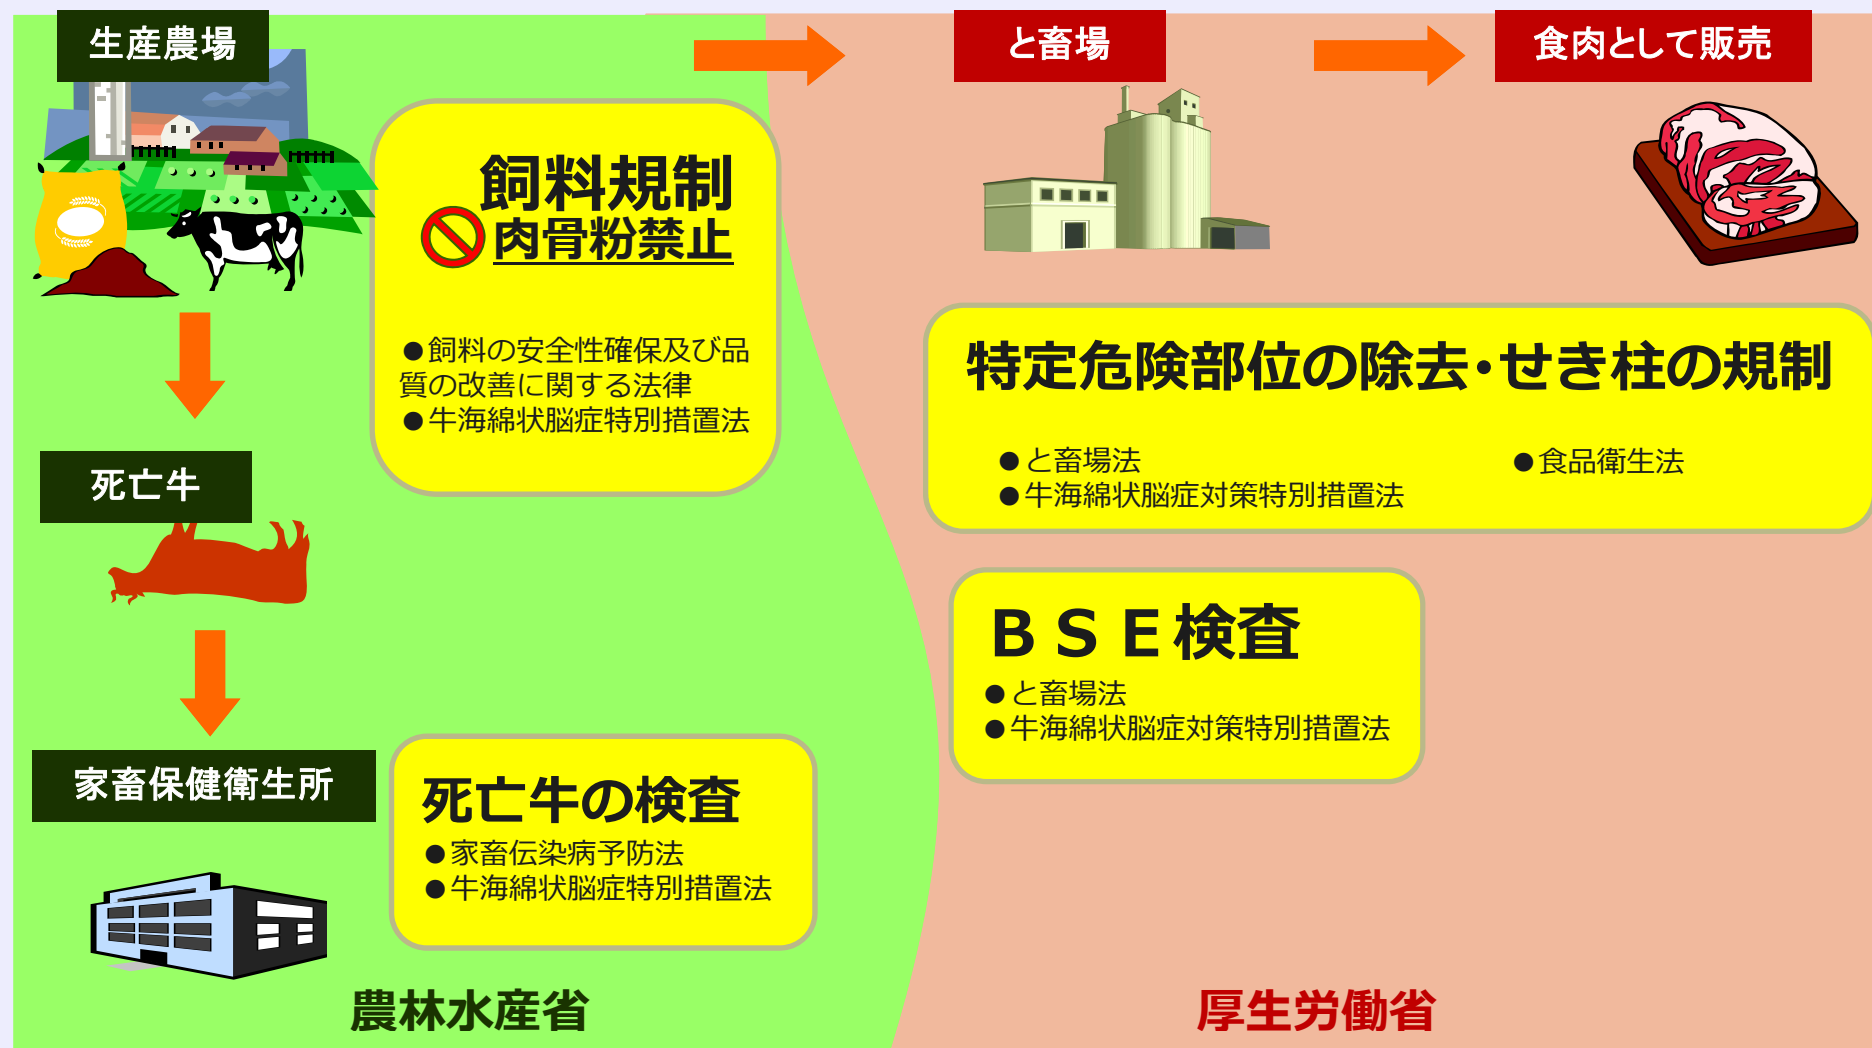 生産農場
と畜場
食肉として販売
飼料規制
肉骨粉禁止
●飼料の安全性確保及び品
質の改善に関する法律
●牛海綿状脳症特別措置法
特定危険部位の除去・せき柱の規制
●と畜場法
●牛海綿状脳症対策特別措置法
●食品衛生法
死亡牛
ＢＳＥ検査
●と畜場法
●牛海綿状脳症対策特別措置法
家畜保健衛生所
死亡牛の検査
●家畜伝染病予防法
●牛海綿状脳症特別措置法
農林水産省
厚生労働省